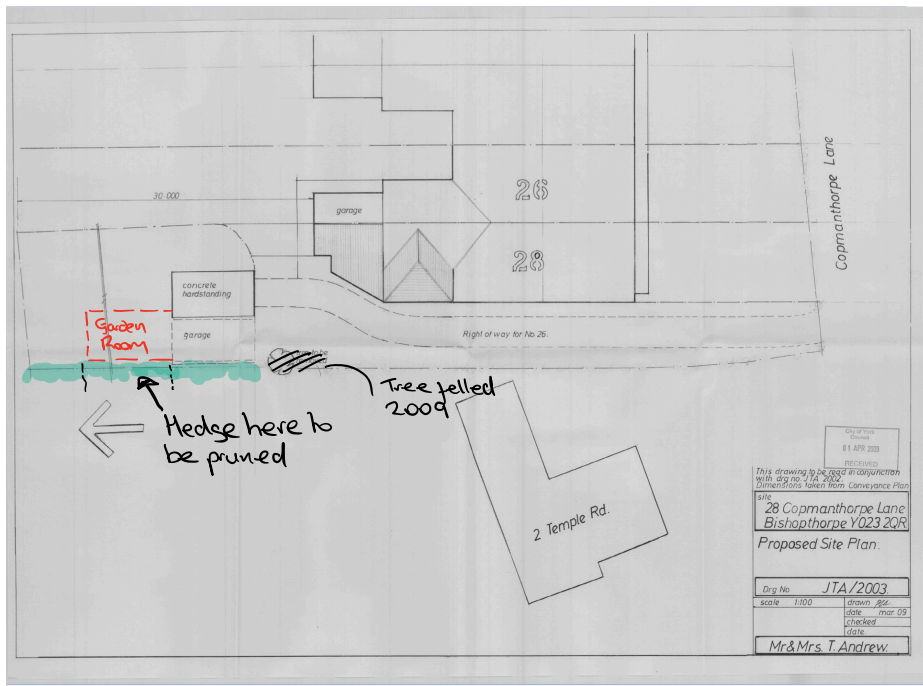 Copmanthorpe Lane
26
30 000
garage
28
concrete
hardstanding
Garden
Room
garage
Right of way for No 26.
Tree felled
2009
Hedge here to
be pruned
2 Temple Rd.
City of York
Council
01 APR 2009
RECEIVED
This drawing to be read in conjunction
with drg no. JTA 2002.
Dimensions taken from Conveyance Plan
site
28 Copmanthorpe Lane
Bishopthorpe YO23 2QR
Proposed Site Plan.
Drg No JTA/2003.
scale 1:100
drawn
date mar. 09
checked
date
Mr&Mrs. T. Andrew.